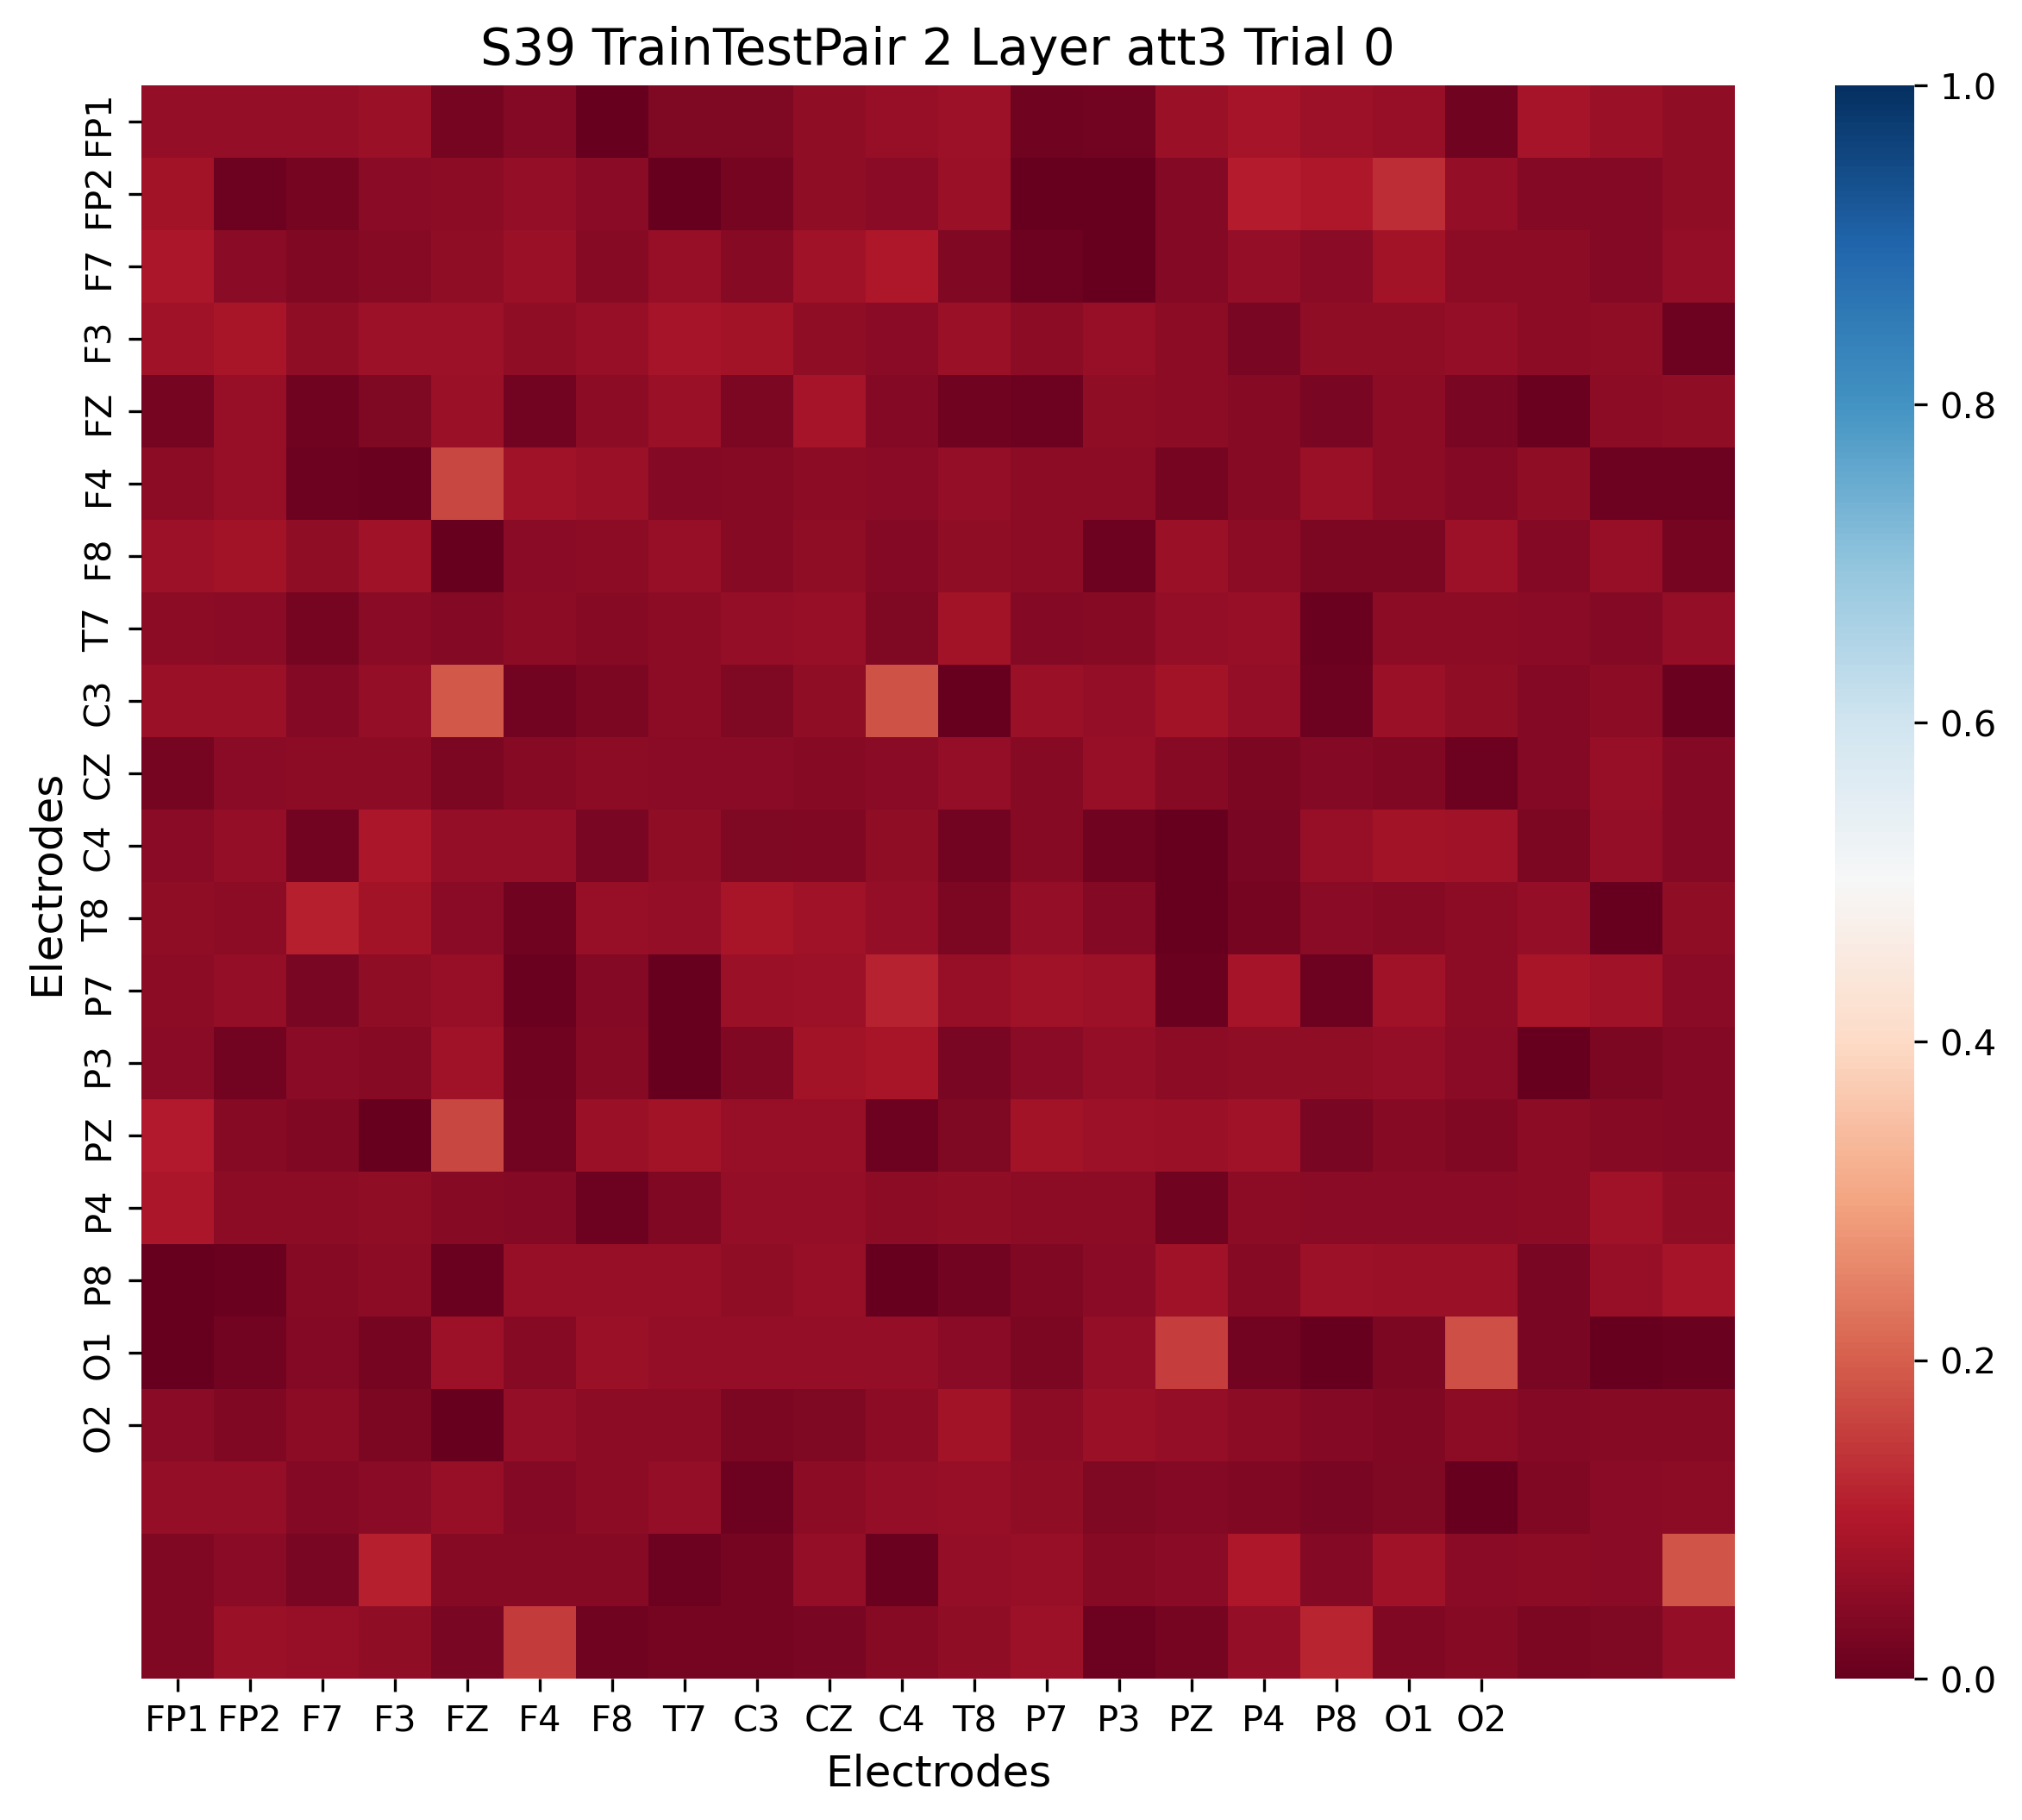 S39 TrainTestPair 2 Layer att3 Trial 0
Electrodes
FP1
FP2
F7
F3
FZ
F4
F8
T7
C3
CZ
C4
T8
P7
P3
PZ
P4
P8
O1
O2
FP1 FP2 F7 F3 FZ F4 F8 T7 C3 CZ C4 T8 P7 P3 PZ P4 P8 O1 O2
Electrodes
1.0
0.8
0.6
0.4
0.2
0.0